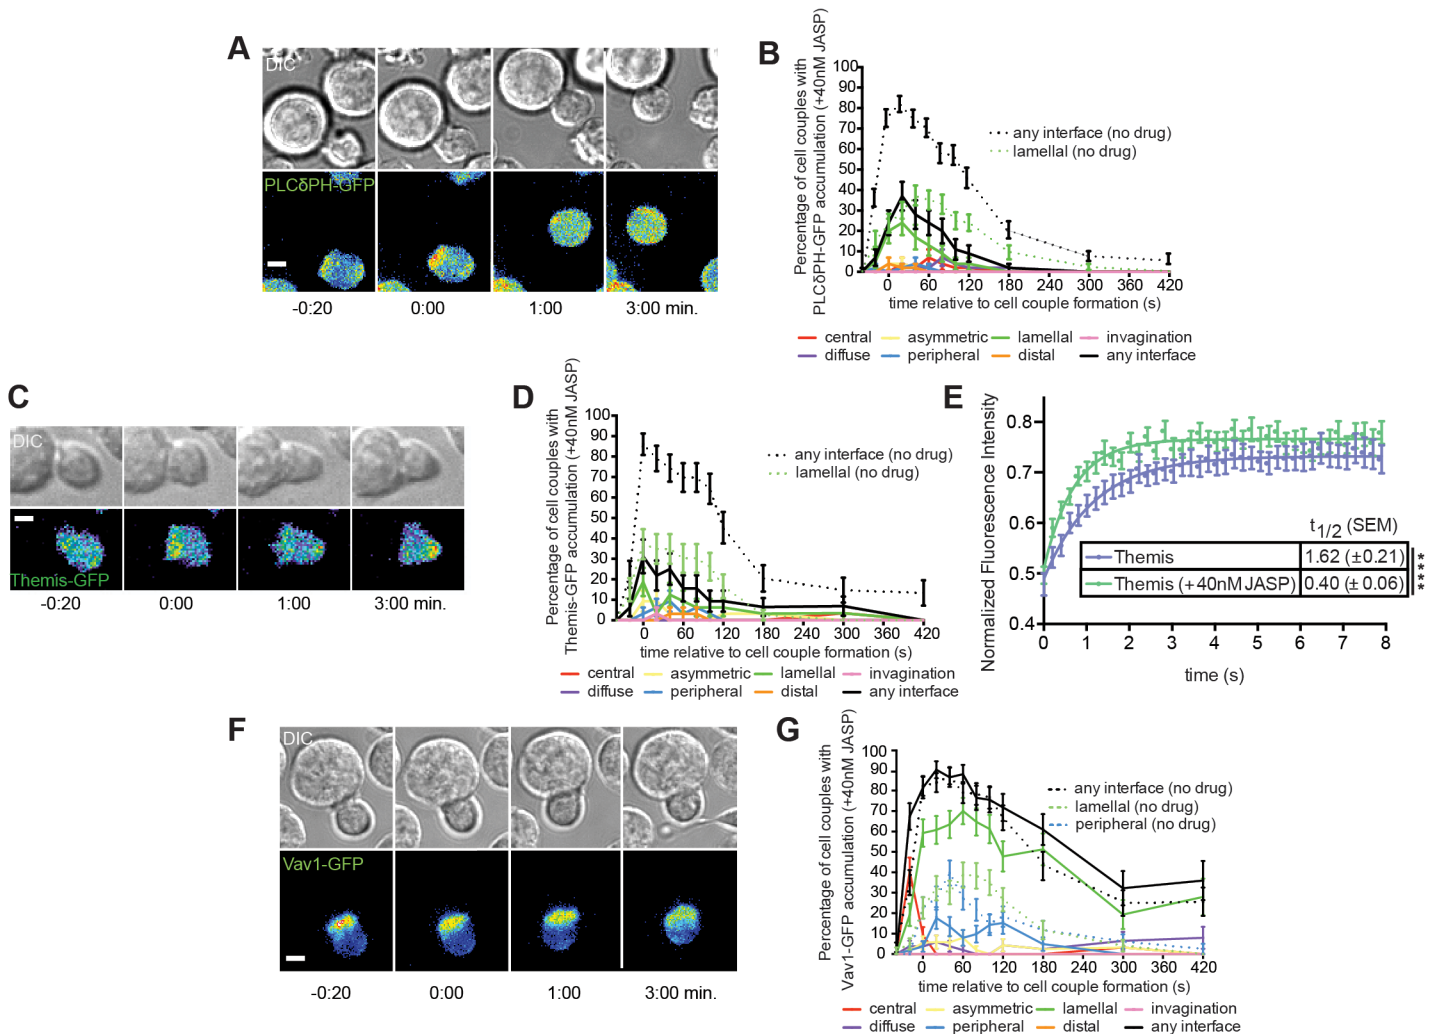 A
DIC
PLCδPH-GFP
-0:20
0:00
1:00
3:00 min.
B
Percentage of cell couples with
PLCδPH-GFP accumulation (+40nM JASP)
100
90
80
70
60
50
40
30
20
10
0
any interface (no drug)
lamellal (no drug)
0
60
120
180
240
300
360
420
time relative to cell couple formation (s)
central
asymmetric
lamellal
invagination
diffuse
peripheral
distal
any interface
C
DIC
Themis-GFP
-0:20
0:00
1:00
3:00 min.
D
Percentage of cell couples with
Themis-GFP accumulation (+40nM JASP)
100
90
80
70
60
50
40
30
20
10
0
any interface (no drug)
lamellal (no drug)
0
60
120
180
240
300
360
420
time relative to cell couple formation (s)
central
asymmetric
lamellal
invagination
diffuse
peripheral
distal
any interface
E
Normalized Fluorescence Intensity
0.8
0.7
0.6
0.5
0.4
t1/2 (SEM)
Themis 1.62 (±0.21)
Themis (+40nM JASP) 0.40 (± 0.06)
****
0
1
2
3
4
5
6
7
8
time (s)
F
DIC
Vav1-GFP
-0:20
0:00
1:00
3:00 min.
G
Percentage of cell couples with
Vav1-GFP accumulation (+40nM JASP)
100
90
80
70
60
50
40
30
20
10
0
any interface (no drug)
lamellal (no drug)
peripheral (no drug)
0
60
120
180
240
300
360
420
time relative to cell couple formation (s)
central
asymmetric
lamellal
invagination
diffuse
peripheral
distal
any interface